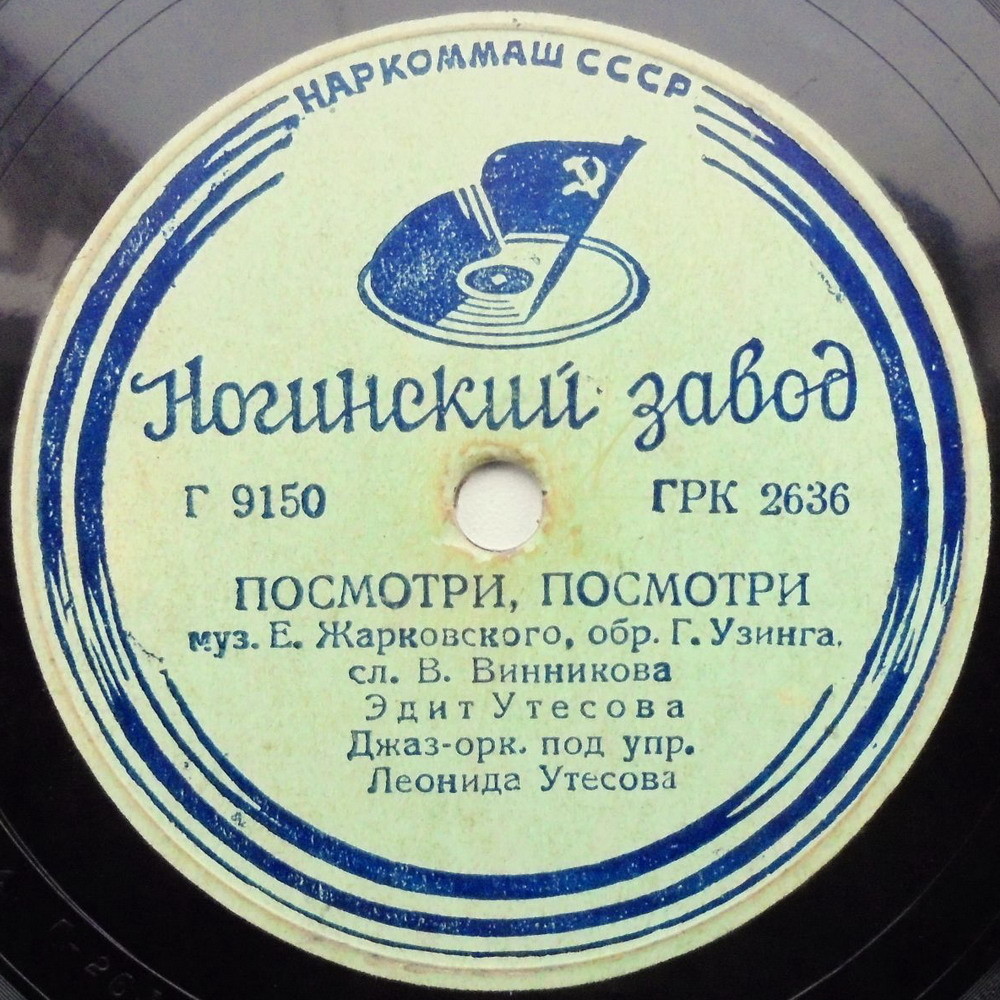 НАРКОММАШ СССР
Ногинский завод
Г 9150 ГРК 2636
ПОСМОТРИ, ПОСМОТРИ
муз. Е. Жарковского, обр. Г. Узинга.
сл. В. Винникова
Эдит Утесова
Джаз-орк. под упр.
Леонида Утесова